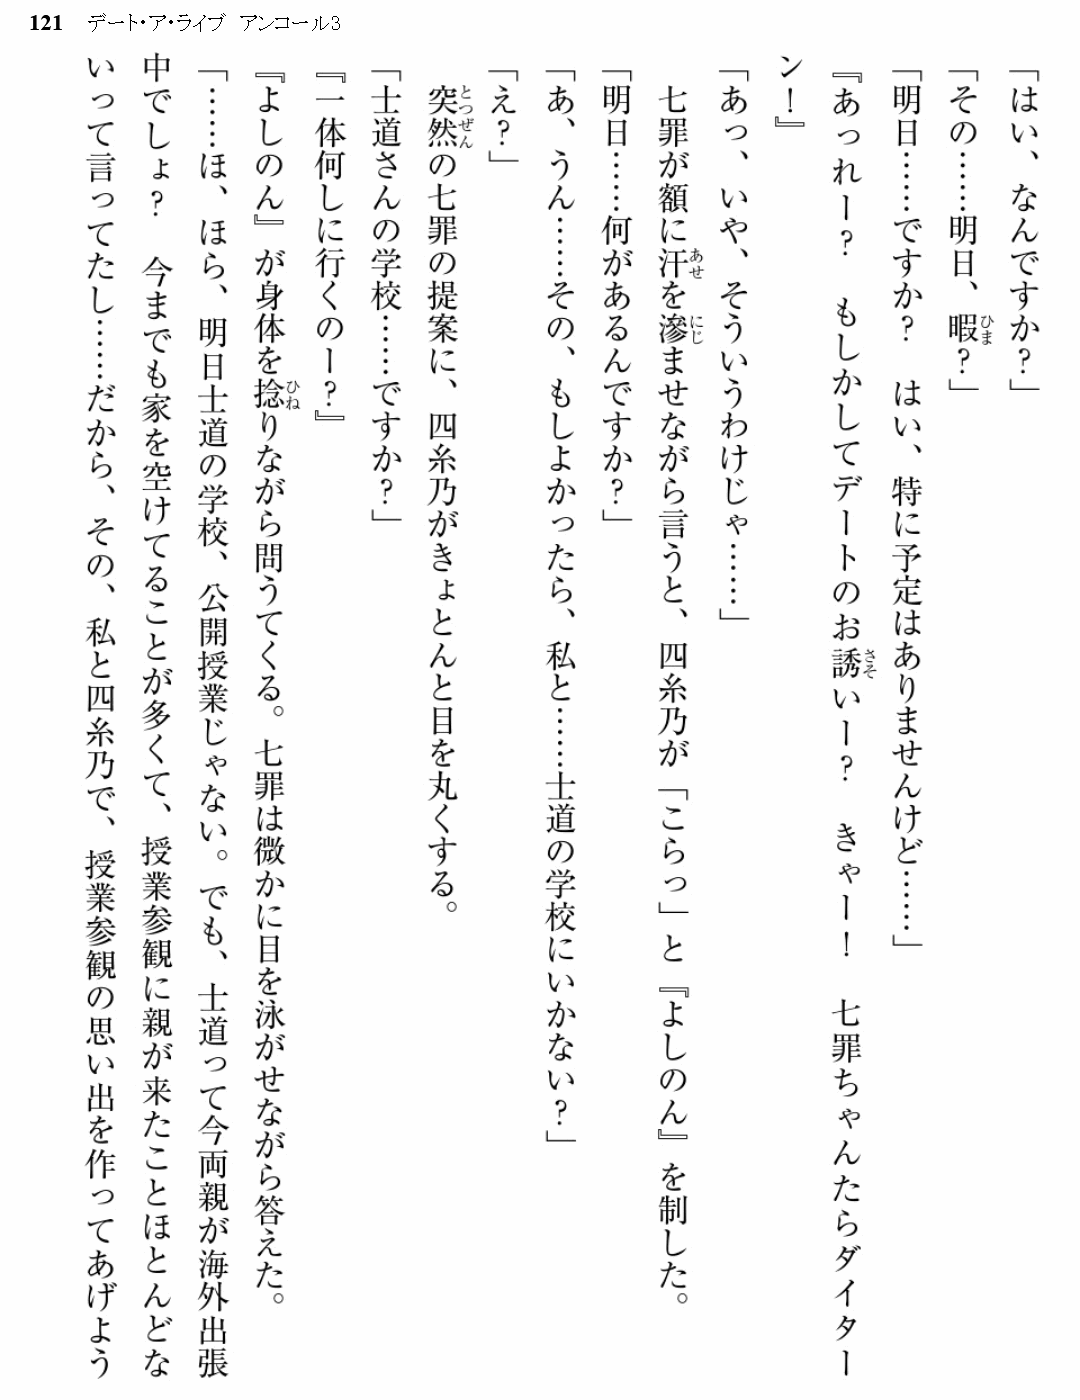 121 デート・ア・ライブ アンコール3
「はい、なんですか?」
「その……明日、暇?」
「明日……ですか? はい、特に予定はありませんけど……」
『あっれー? もしかしてデートのお誘いー? きゃー! 七罪ちゃんたらダイター
ン!』
「あっ、いや、そういうわけじゃ……」
七罪が額に汗を滲ませながら言うと、四糸乃が「こらっ」と『よしのん』を制した。
「明日……何があるんですか?」
「あ、うん……その、もしよかったら、私と……士道の学校にいかない?」
「え?」
突然の七罪の提案に、四糸乃がきょとんと目を丸くする。
「士道さんの学校……ですか?」
『一体何しに行くのー?』
『よしのん』が身体を捻りながら問うてくる。七罪は微かに目を泳がせながら答えた。
「……ほ、ほら、明日士道の学校、公開授業じゃない。でも、士道って今両親が海外出張
中でしょ? 今までも家を空けてることが多くて、授業参観に親が来たことほとんどな
いって言ってたし……だから、その、私と四糸乃で、授業参観の思い出を作ってあげよう